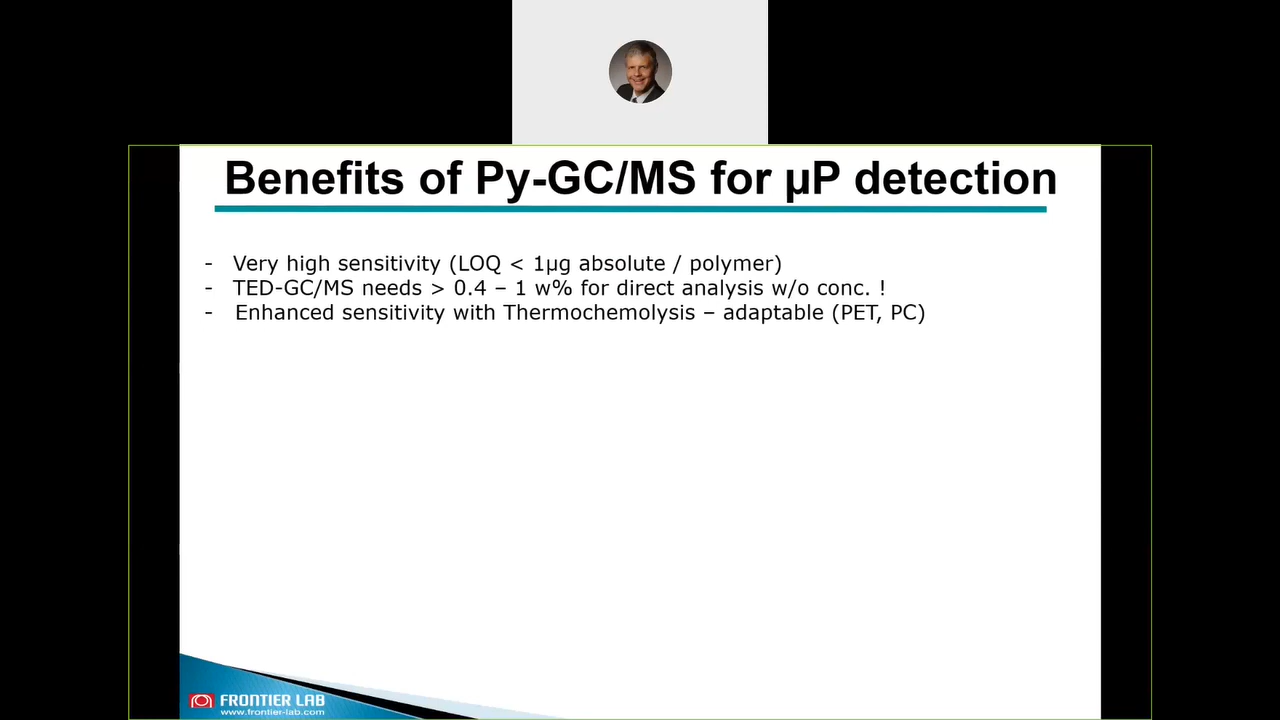 Benefits of Py-GC/MS for µP detection
- Very high sensitivity (LOQ < 1µg absolute / polymer)
- TED-GC/MS needs > 0.4 – 1 w% for direct analysis w/o conc. !
- Enhanced sensitivity with Thermochemolysis – adaptable (PET, PC)
FRONTIER LAB
www.frontier-lab.com